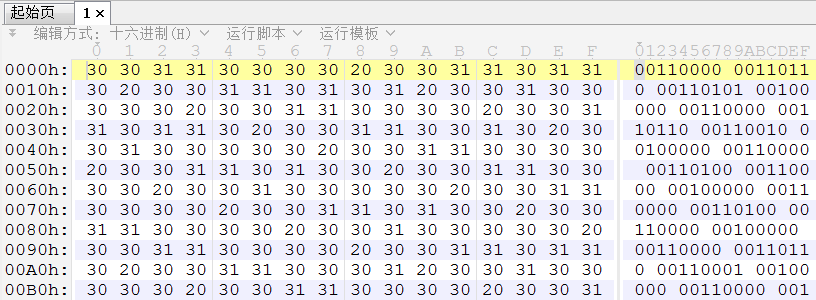 起始页 1 ×
编辑方式: 十六进制(H) 运行脚本 运行模板
0 1 2 3 4 5 6 7 8 9 A B C D E F 0123456789ABCDEF
0000h: 30 30 31 31 30 30 30 30 20 30 30 31 31 30 31 31 00110000 0011011
0010h: 30 20 30 30 31 31 30 31 30 31 20 30 30 31 30 30 0 00110101 00100
0020h: 30 30 30 20 30 30 31 31 30 30 30 30 20 30 30 31 000 00110000 001
0030h: 31 30 31 31 30 20 30 30 31 31 30 30 31 30 20 30 10110 00110010 0
0040h: 30 31 30 30 30 30 30 20 30 30 31 31 30 30 30 30 0100000 00110000
0050h: 20 30 30 31 31 30 31 30 30 20 30 30 31 31 30 30 00110100 001100
0060h: 30 30 20 30 30 31 30 30 30 30 30 20 30 30 31 31 00 00100000 0011
0070h: 30 30 30 30 20 30 30 31 31 30 31 30 30 20 30 30 0000 00110100 00
0080h: 31 31 30 30 30 30 20 30 30 31 30 30 30 30 30 20 110000 00100000
0090h: 30 30 31 31 30 30 30 30 20 30 30 31 31 30 31 31 00110000 0011011
00A0h: 30 20 30 30 31 31 30 30 30 31 20 30 30 31 30 30 0 00110001 00100
00B0h: 30 30 30 20 30 30 31 31 30 30 30 30 20 30 30 31 000 00110000 001